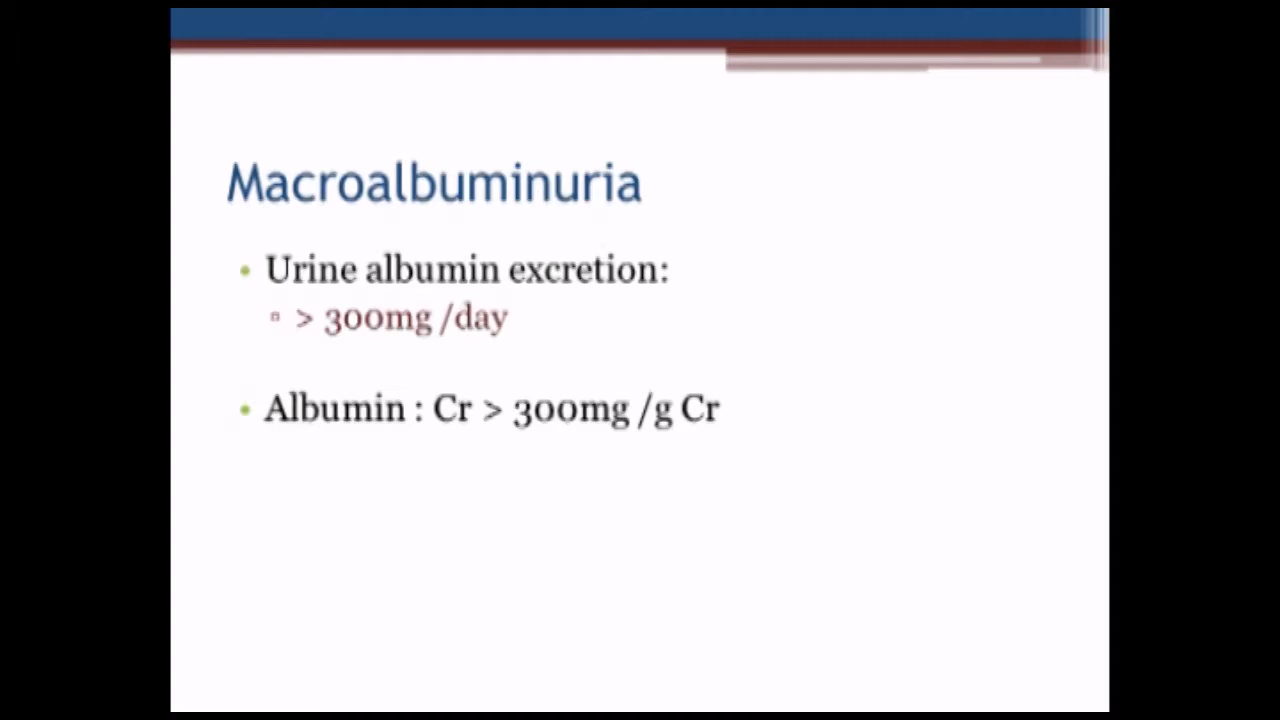 Macroalbuminuria
• Urine albumin excretion:
▫ > 300mg /day
• Albumin : Cr > 300mg /g Cr